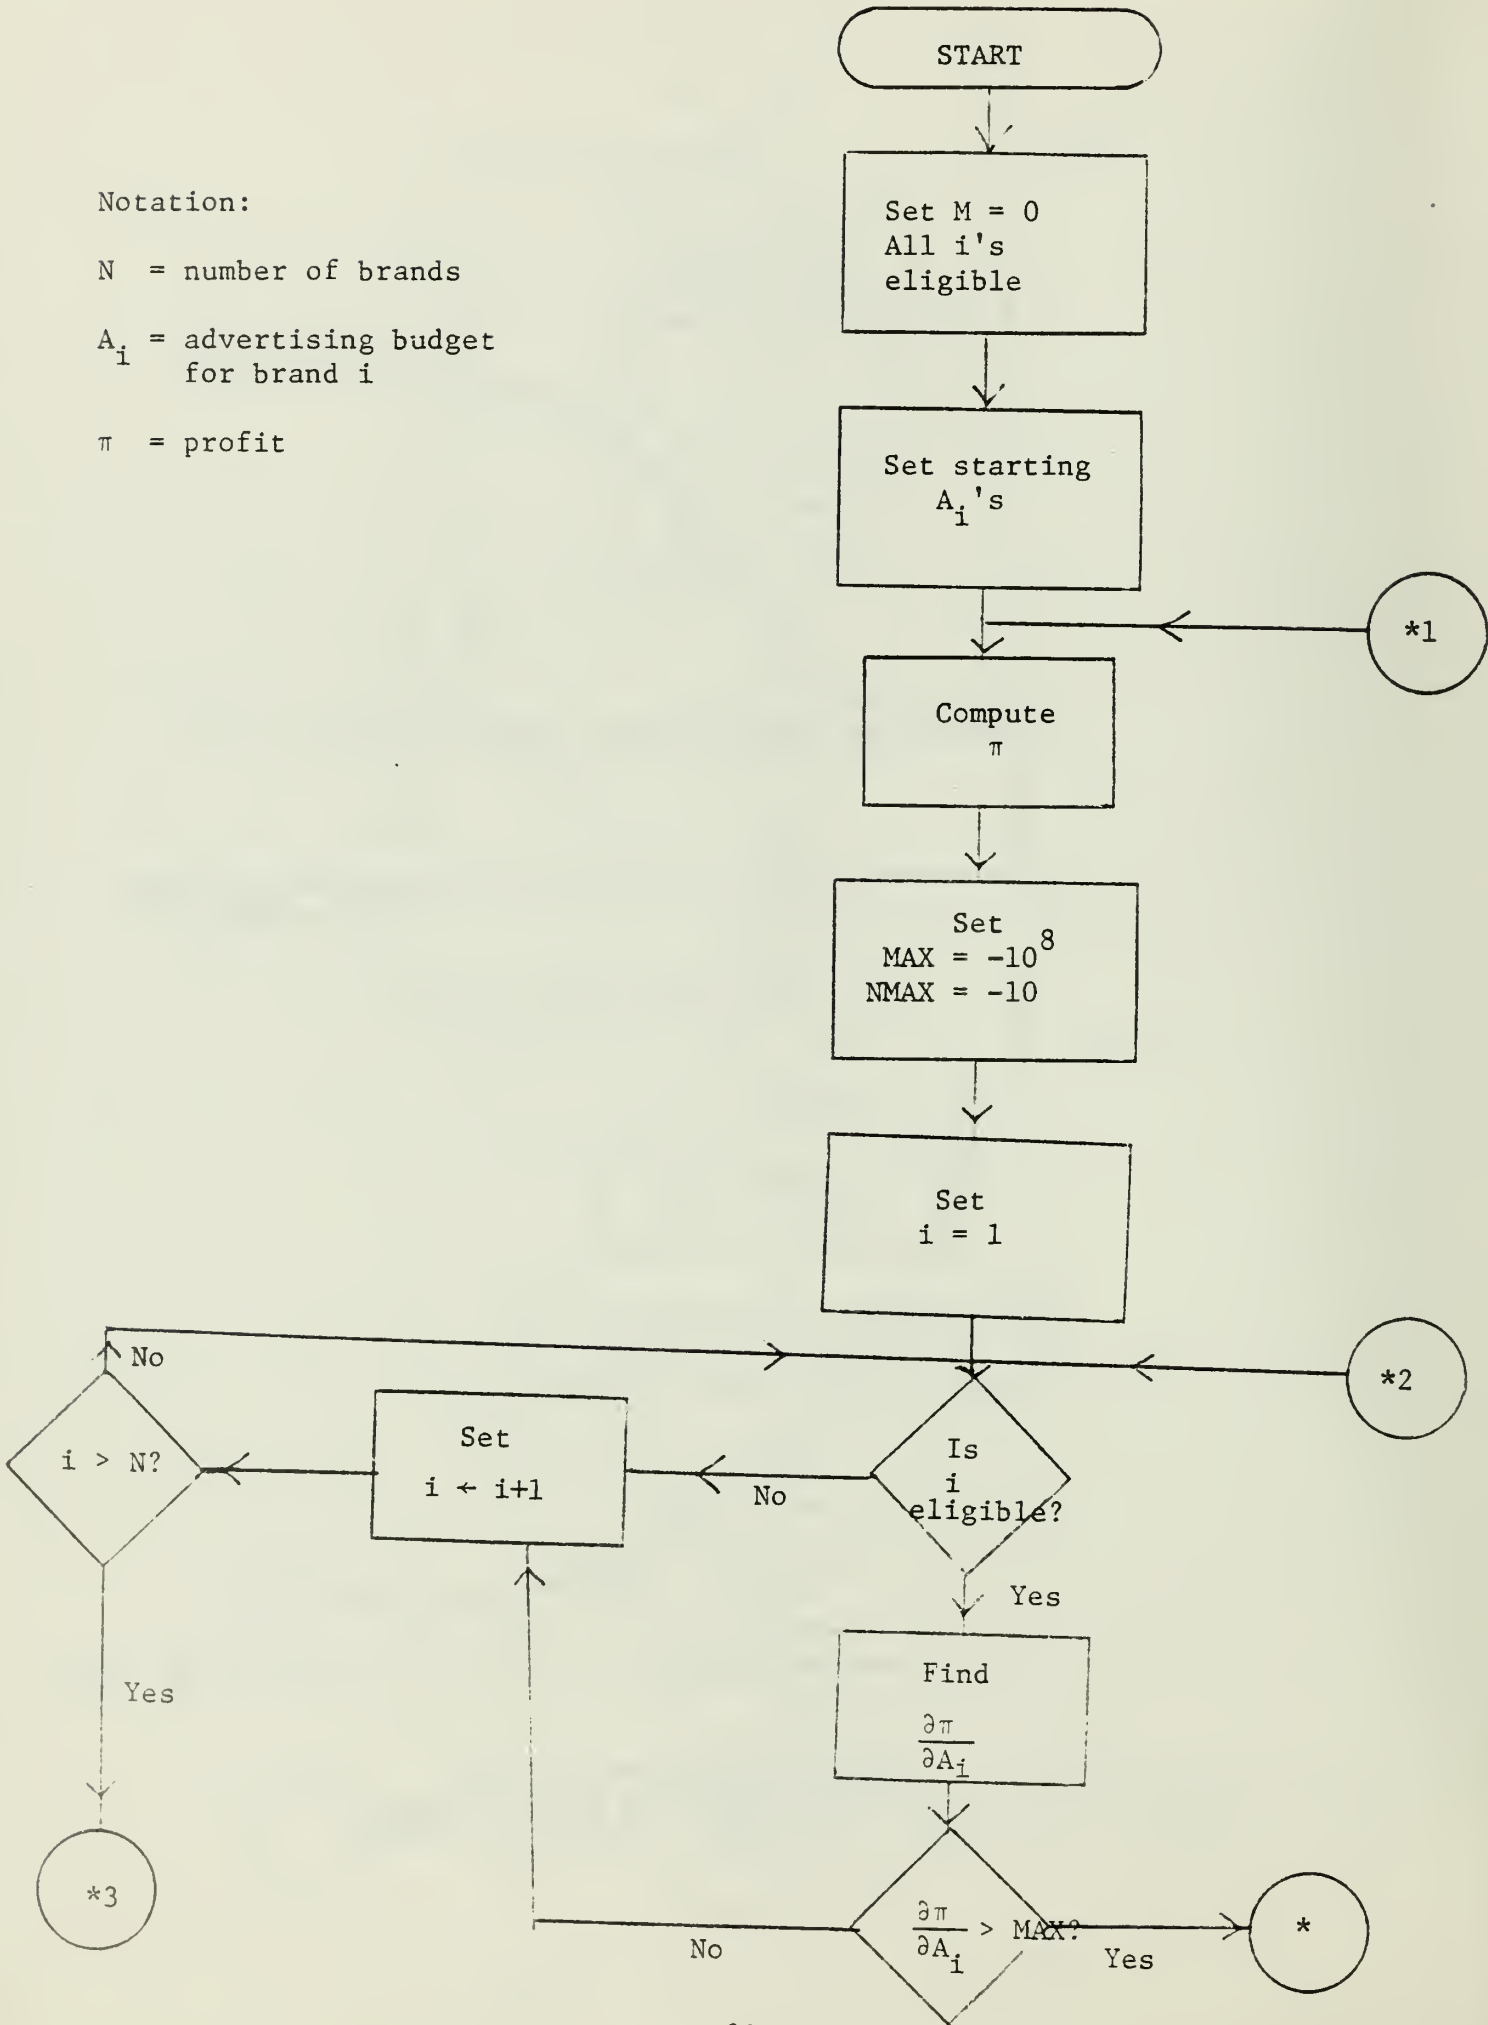 START
Notation:
N = number of brands
A_i = advertising budget
for brand i
π = profit
Set M = 0
All i's
eligible
Set starting
A_i's
*1
Compute
π
Set
MAX = -10^8
NMAX = -10
Set
i = 1
No
*2
i > N?
Set
i ← i+1
No
Is
i
eligible?
Yes
Find
∂π
∂A_i
Yes
*3
∂π
∂A_i
> MAX?
No
Yes
*